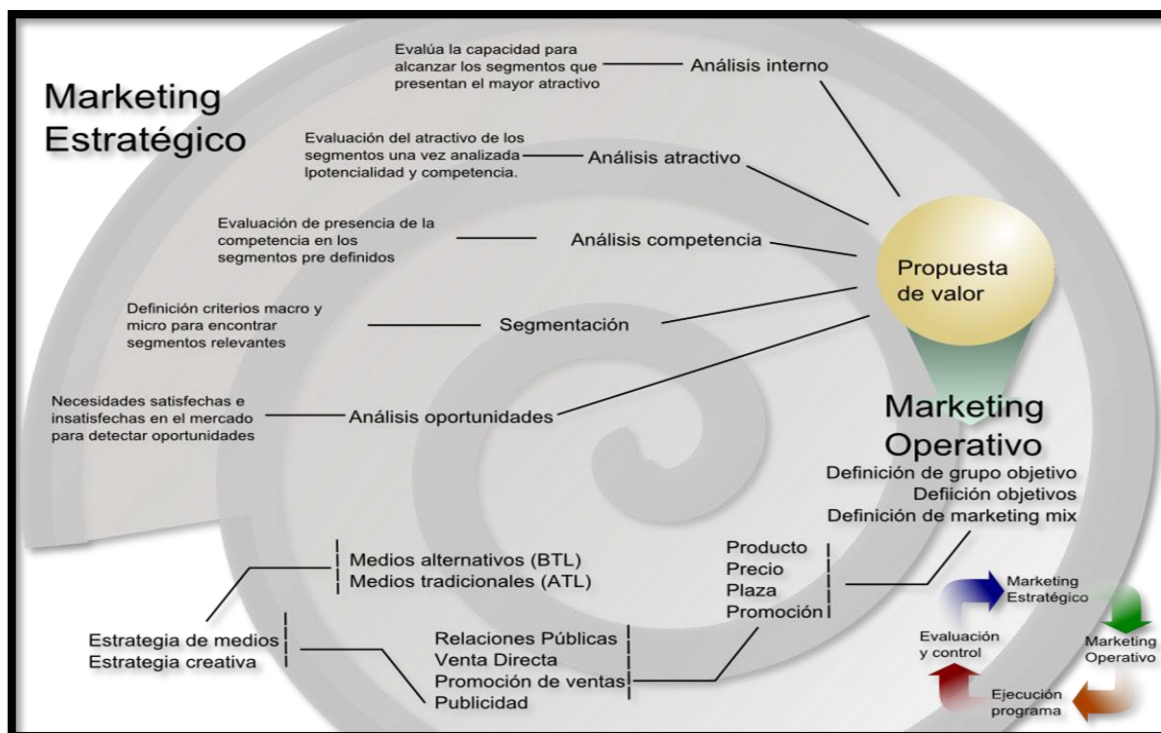 Marketing
Estratégico
Evalúa la capacidad para
alcanzar los segmentos que
presentan el mayor atractivo
Análisis interno
Evaluación del atractivo de los
segmentos una vez analizada
lpotencialidad y competencia.
Análisis atractivo
Evaluación de presencia de la
competencia en los
segmentos pre definidos
Análisis competencia
Propuesta
de valor
Definición criterios macro y
micro para encontrar
segmentos relevantes
Segmentación
Necesidades satisfechas e
insatisfechas en el mercado
para detectar oportunidades
Análisis oportunidades
Marketing
Operativo
Definición de grupo objetivo
Defiición objetivos
Definición de marketing mix
Producto
Precio
Plaza
Promoción
Medios alternativos (BTL)
Medios tradicionales (ATL)
Estrategia de medios
Estrategia creativa
Relaciones Públicas
Venta Directa
Promoción de ventas
Publicidad
Marketing
Estratégico
Marketing
Operativo
Ejecución
programa
Evaluación
y control